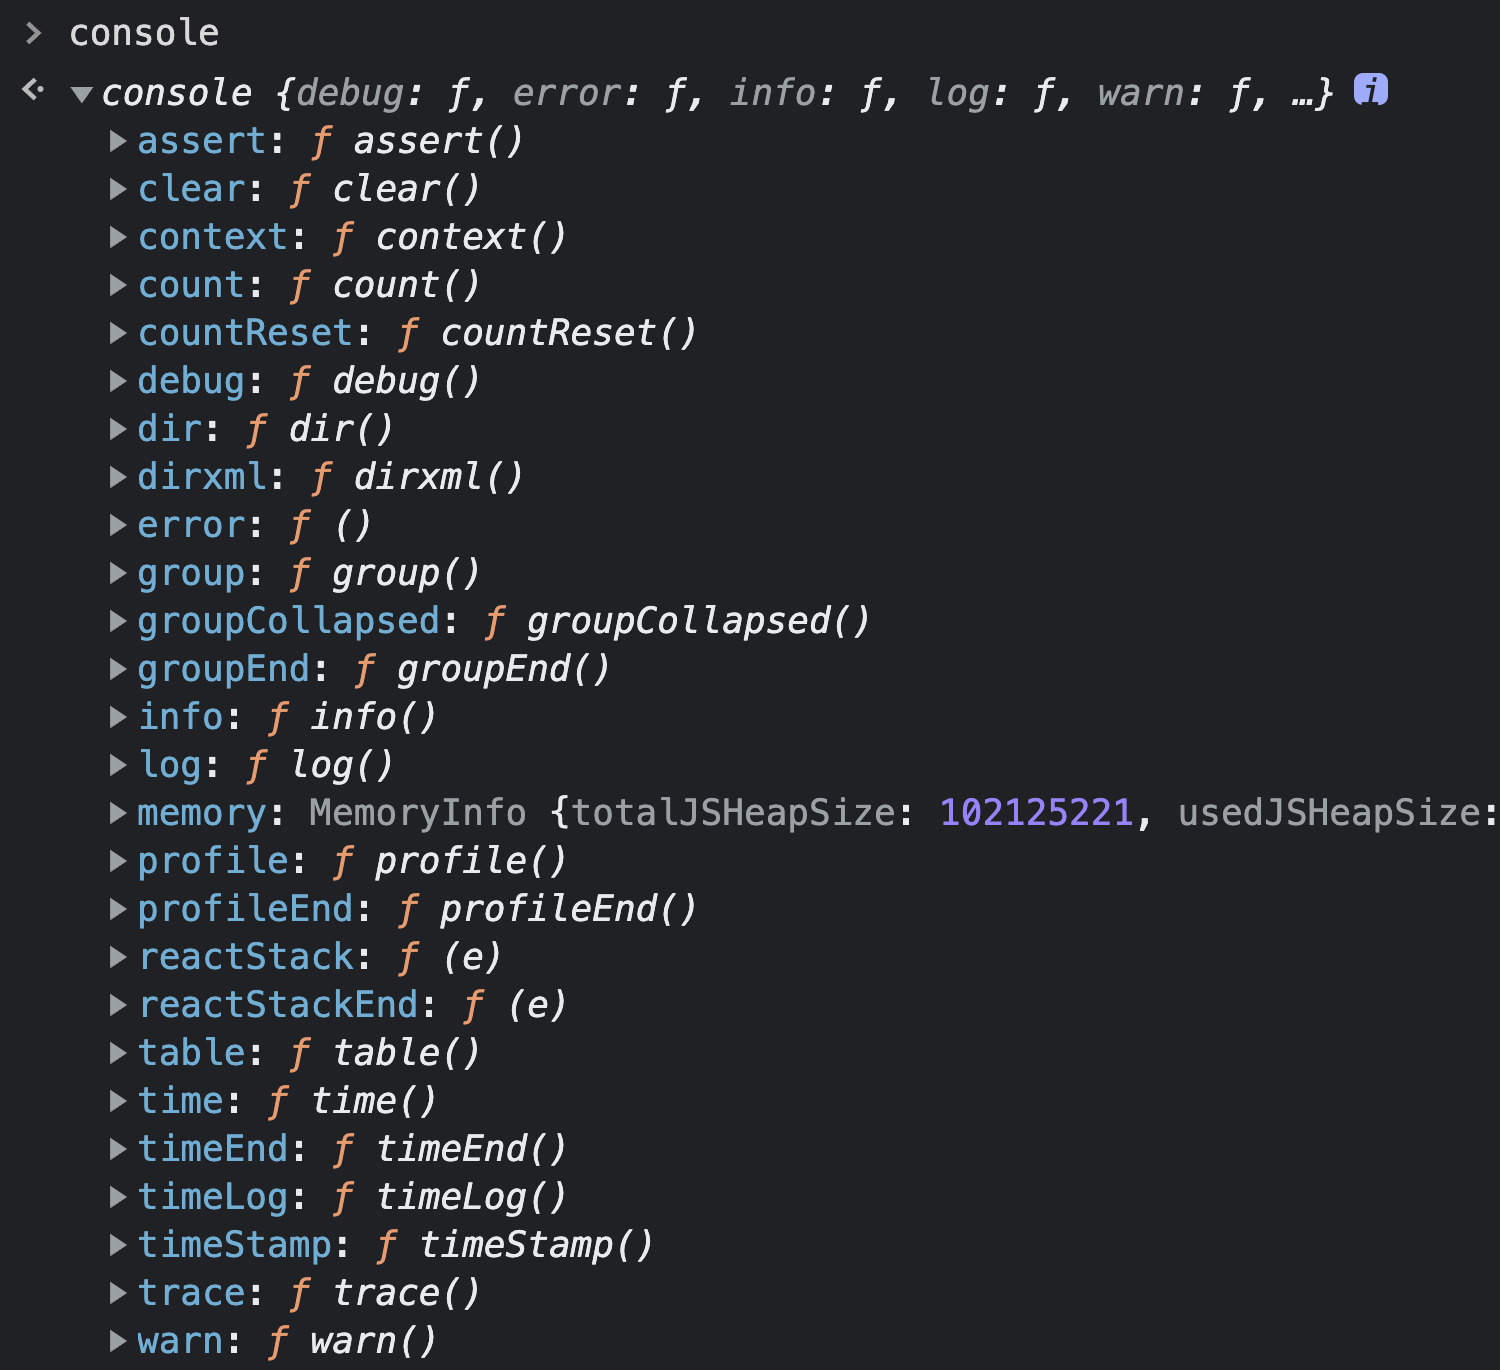 > console
console {debug: ƒ, error: ƒ, info: ƒ, log: ƒ, warn: ƒ, …} i
assert: ƒ assert()
clear: ƒ clear()
context: ƒ context()
count: ƒ count()
countReset: ƒ countReset()
debug: ƒ debug()
dir: ƒ dir()
dirxml: ƒ dirxml()
error: ƒ ()
group: ƒ group()
groupCollapsed: ƒ groupCollapsed()
groupEnd: ƒ groupEnd()
info: ƒ info()
log: ƒ log()
memory: MemoryInfo {totalJSHeapSize: 102125221, usedJSHeapSize:
profile: ƒ profile()
profileEnd: ƒ profileEnd()
reactStack: ƒ (e)
reactStackEnd: ƒ (e)
table: ƒ table()
time: ƒ time()
timeEnd: ƒ timeEnd()
timeLog: ƒ timeLog()
timeStamp: ƒ timeStamp()
trace: ƒ trace()
warn: ƒ warn()